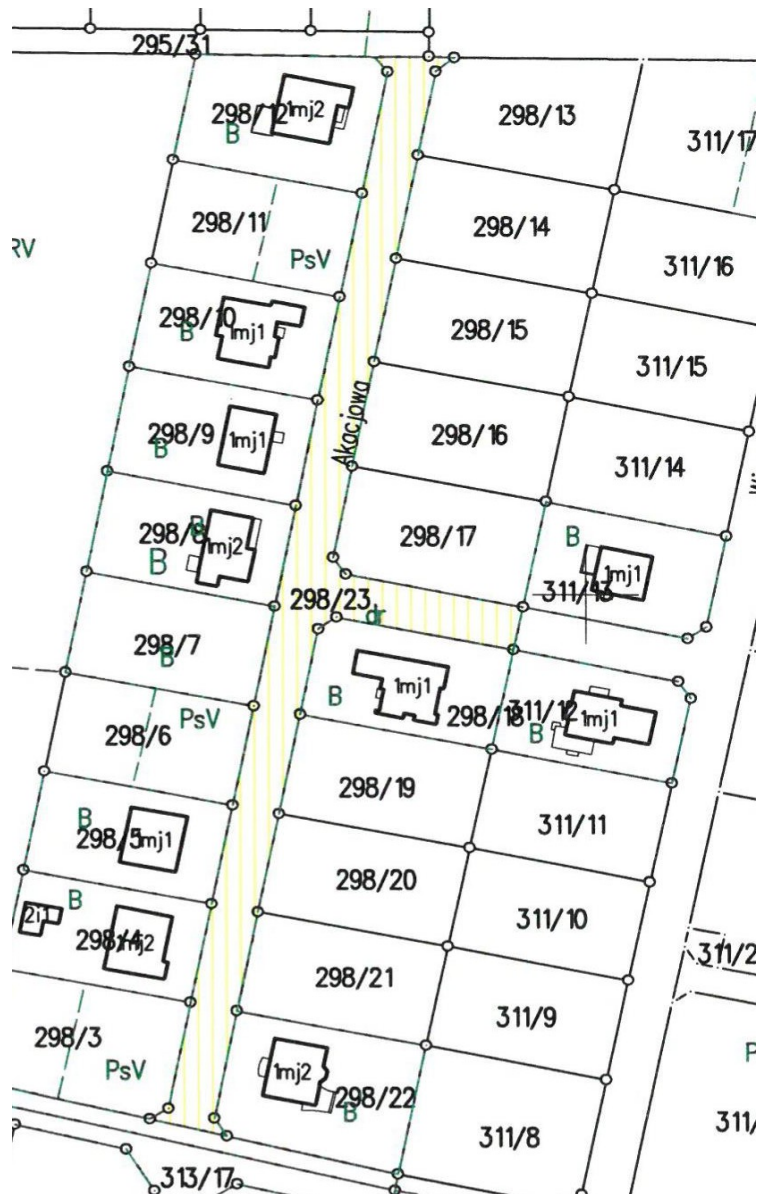 295/31
298/12
1mj2
B
298/13
311/17
298/11
PsV
298/14
311/16
RV
298/10
1mj1
B
298/15
311/15
298/9
1mj1
B
Akacjowa
298/16
311/14
298/8
B
1mj2
B
298/17
B
1mj1
311/13
298/23
dr
298/7
B
1mj1
B
298/18
311/12
1mj1
B
PsV
298/6
298/19
311/11
B
298/5
1mj1
298/20
311/10
B
2i1
298/4
1mj2
298/21
311/9
311/2
298/3
PsV
1mj2
298/22
B
311/8
311/
313/17